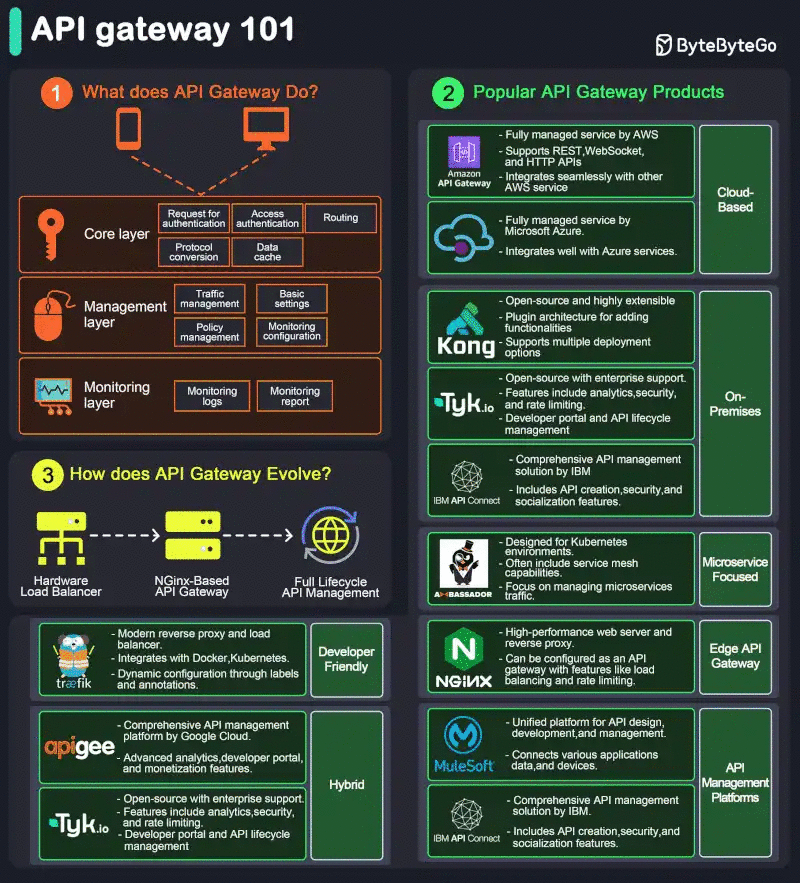 API gateway 101
ByteByteGo
1 What does API Gateway Do?
Core layer
Request for
authentication
Access
authentication
Routing
Protocol
conversion
Data
cache
Management
layer
Traffic
management
Basic
settings
Policy
management
Monitoring
configuration
Monitoring
layer
Monitoring
logs
Monitoring
report
2 Popular API Gateway Products
Amazon
API Gateway
- Fully managed service by AWS
- Supports REST,WebSocket,
and HTTP APIs
- Integrates seamlessly with other
AWS service
- Fully managed service by
Microsoft Azure.
- Integrates well with Azure services.
Cloud-
Based
Kong
- Open-source and highly extensible
- Plugin architecture for adding
functionalities
- Supports multiple deployment
options
Tyk.io
- Open-source with enterprise support.
- Features include analytics,security,
and rate limiting.
- Developer portal and API lifecycle
management
IBM API Connect
- Comprehensive API management
solution by IBM
- Includes API creation,security,and
socialization features.
On-
Premises
AMBASSADOR
- Designed for Kubernetes
environments.
- Often include service mesh
capabilities.
- Focus on managing microservices
traffic.
Microservice
Focused
NGINX
- High-performance web server and
reverse proxy.
- Can be configured as an API
gateway with features like load
balancing and rate limiting.
Edge API
Gateway
MuleSoft
- Unified platform for API design,
development,and management.
- Connects various applications
data,and devices.
IBM API Connect
- Comprehensive API management
solution by IBM.
- Includes API creation,security,and
socialization features.
API
Management
Platforms
3 How does API Gateway Evolve?
Hardware
Load Balancer
NGinx-Based
API Gateway
Full Lifecycle
API Management
træfik
- Modern reverse proxy and load
balancer.
- Integrates with Docker,Kubernetes.
- Dynamic configuration through labels
and annotations.
Developer
Friendly
apigee
- Comprehensive API management
platform by Google Cloud.
- Advanced analytics,developer portal,
and monetization features.
Tyk.io
- Open-source with enterprise support.
- Features include analytics,security,
and rate limiting.
- Developer portal and API lifecycle
management
Hybrid